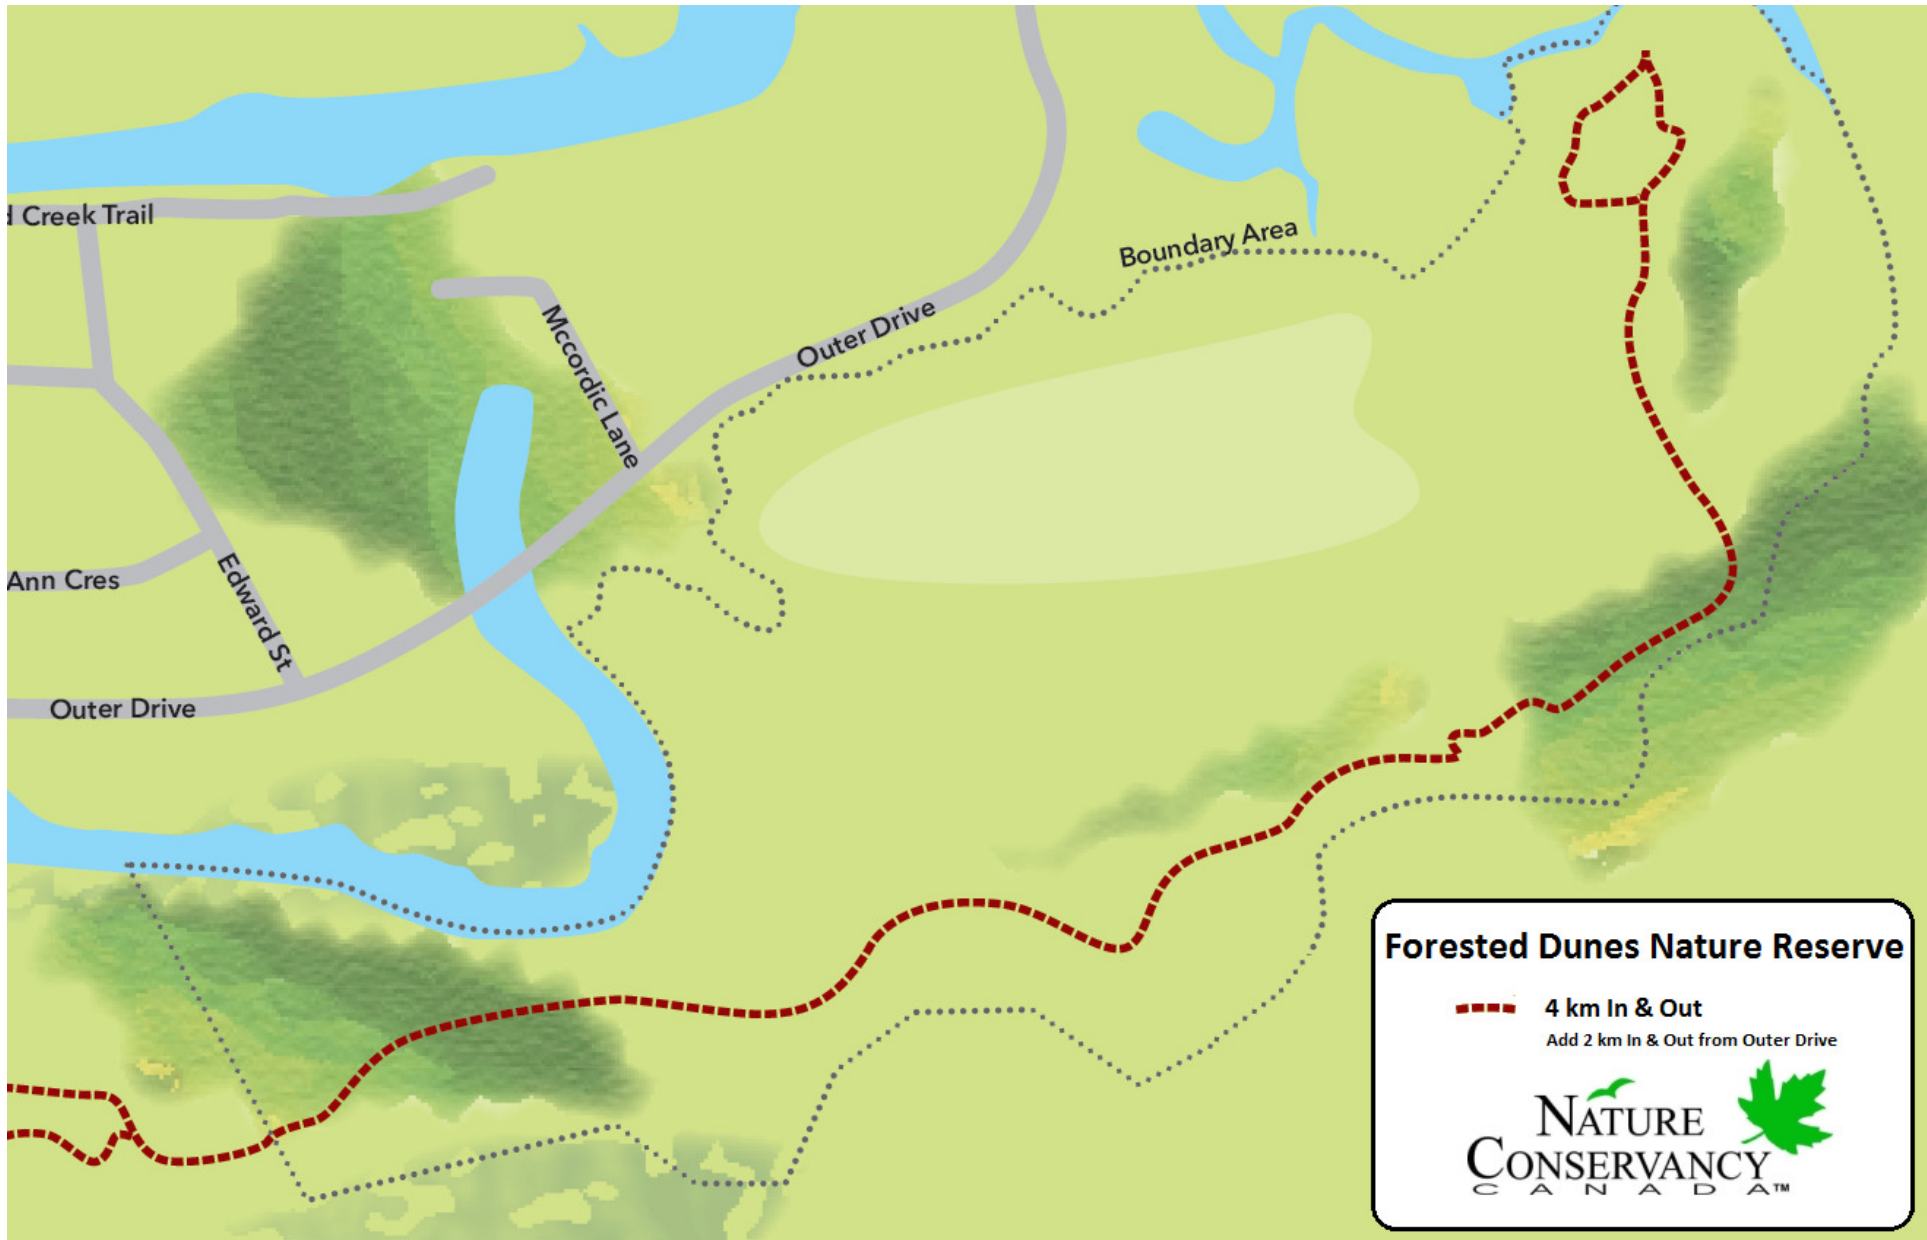 d Creek Trail
Mccordic Lane
Outer Drive
Boundary Area
Ann Cres
Edward St
Outer Drive
Forested Dunes Nature Reserve
4 km In & Out
Add 2 km In & Out from Outer Drive
NATURE
CONSERVANCY
CANADA™